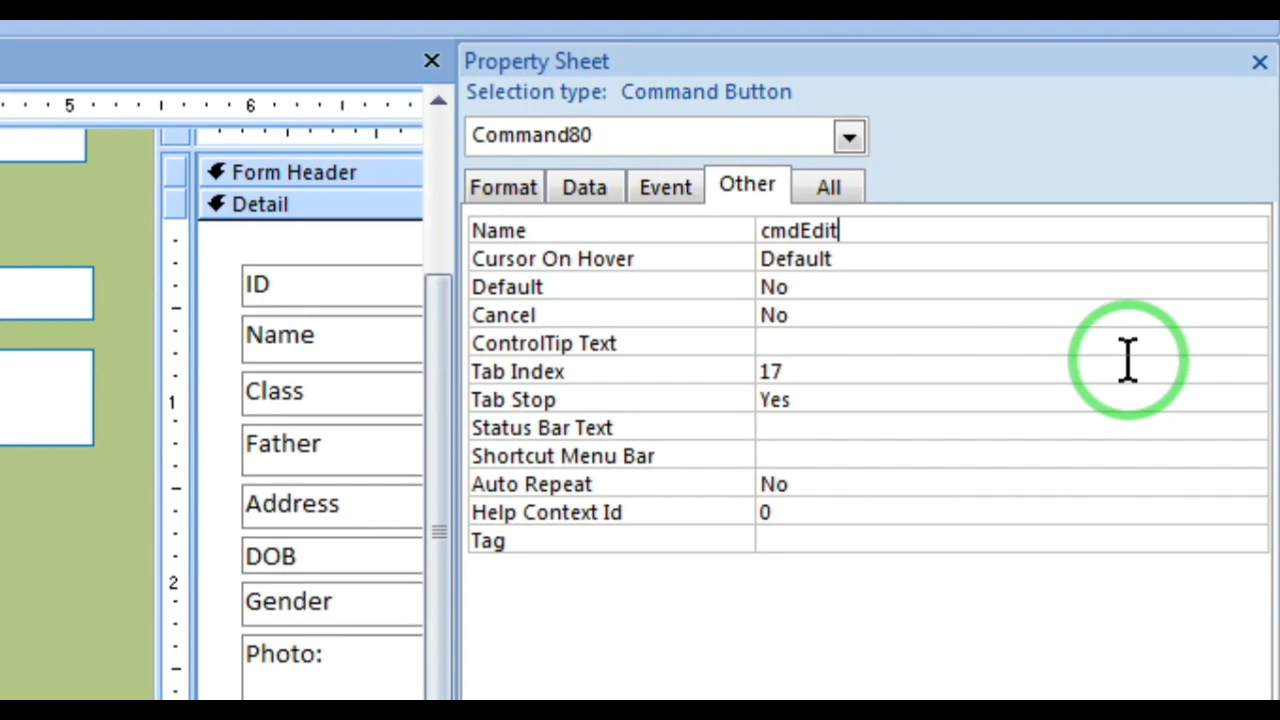 Property Sheet
Selection type: Command Button
5 6
Command80
Form Header
Format Data Event Other All
Detail
Name cmdEdit
Cursor On Hover Default
ID
Default No
Name
Cancel No
ControlTip Text
Tab Index 17
Class
1
Tab Stop Yes
Father
Status Bar Text
Shortcut Menu Bar
Auto Repeat No
Address
Help Context Id 0
Tag
DOB
2
Gender
Photo: